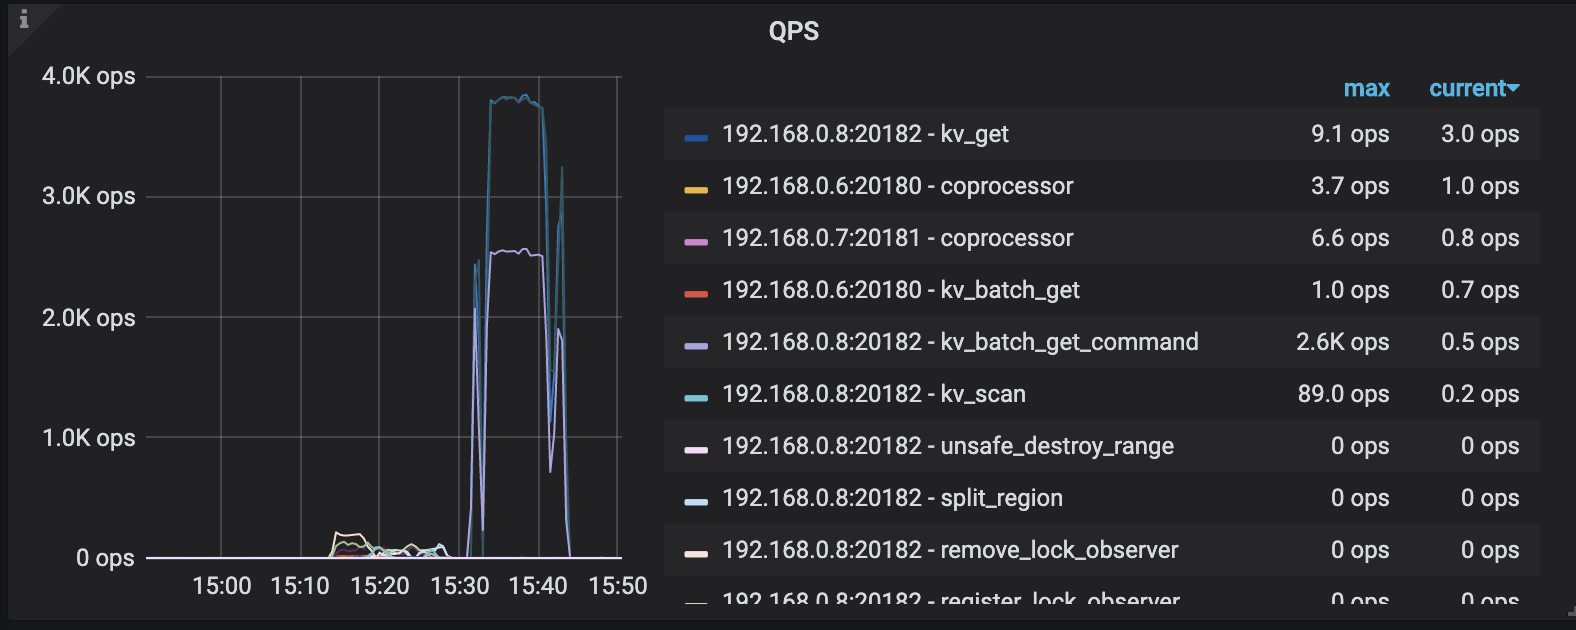 QPS
4.0K ops
3.0K ops
2.0K ops
1.0K ops
0 ops
15:00 15:10 15:20 15:30 15:40 15:50
max current
192.168.0.8:20182 - kv_get 9.1 ops 3.0 ops
192.168.0.6:20180 - coprocessor 3.7 ops 1.0 ops
192.168.0.7:20181 - coprocessor 6.6 ops 0.8 ops
192.168.0.6:20180 - kv_batch_get 1.0 ops 0.7 ops
192.168.0.8:20182 - kv_batch_get_command 2.6K ops 0.5 ops
192.168.0.8:20182 - kv_scan 89.0 ops 0.2 ops
192.168.0.8:20182 - unsafe_destroy_range 0 ops 0 ops
192.168.0.8:20182 - split_region 0 ops 0 ops
192.168.0.8:20182 - remove_lock_observer 0 ops 0 ops
192.168.0.8:20182 - register_lock_observer 0 ops 0 ops